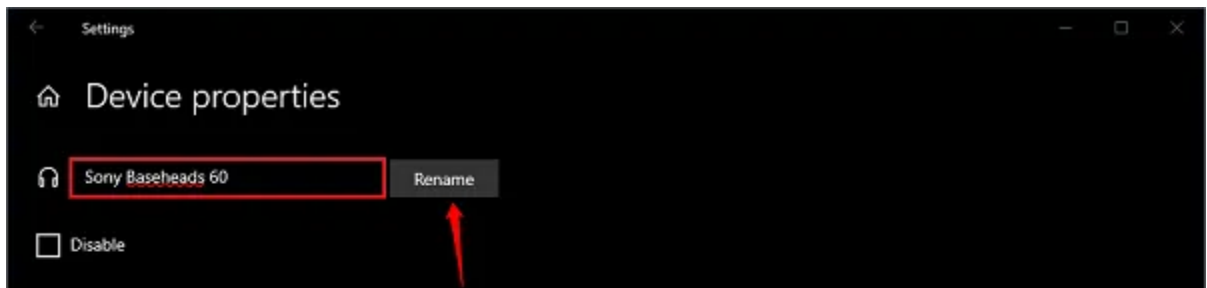 Settings
Device properties
Sony Baseheads 60
Rename
Disable